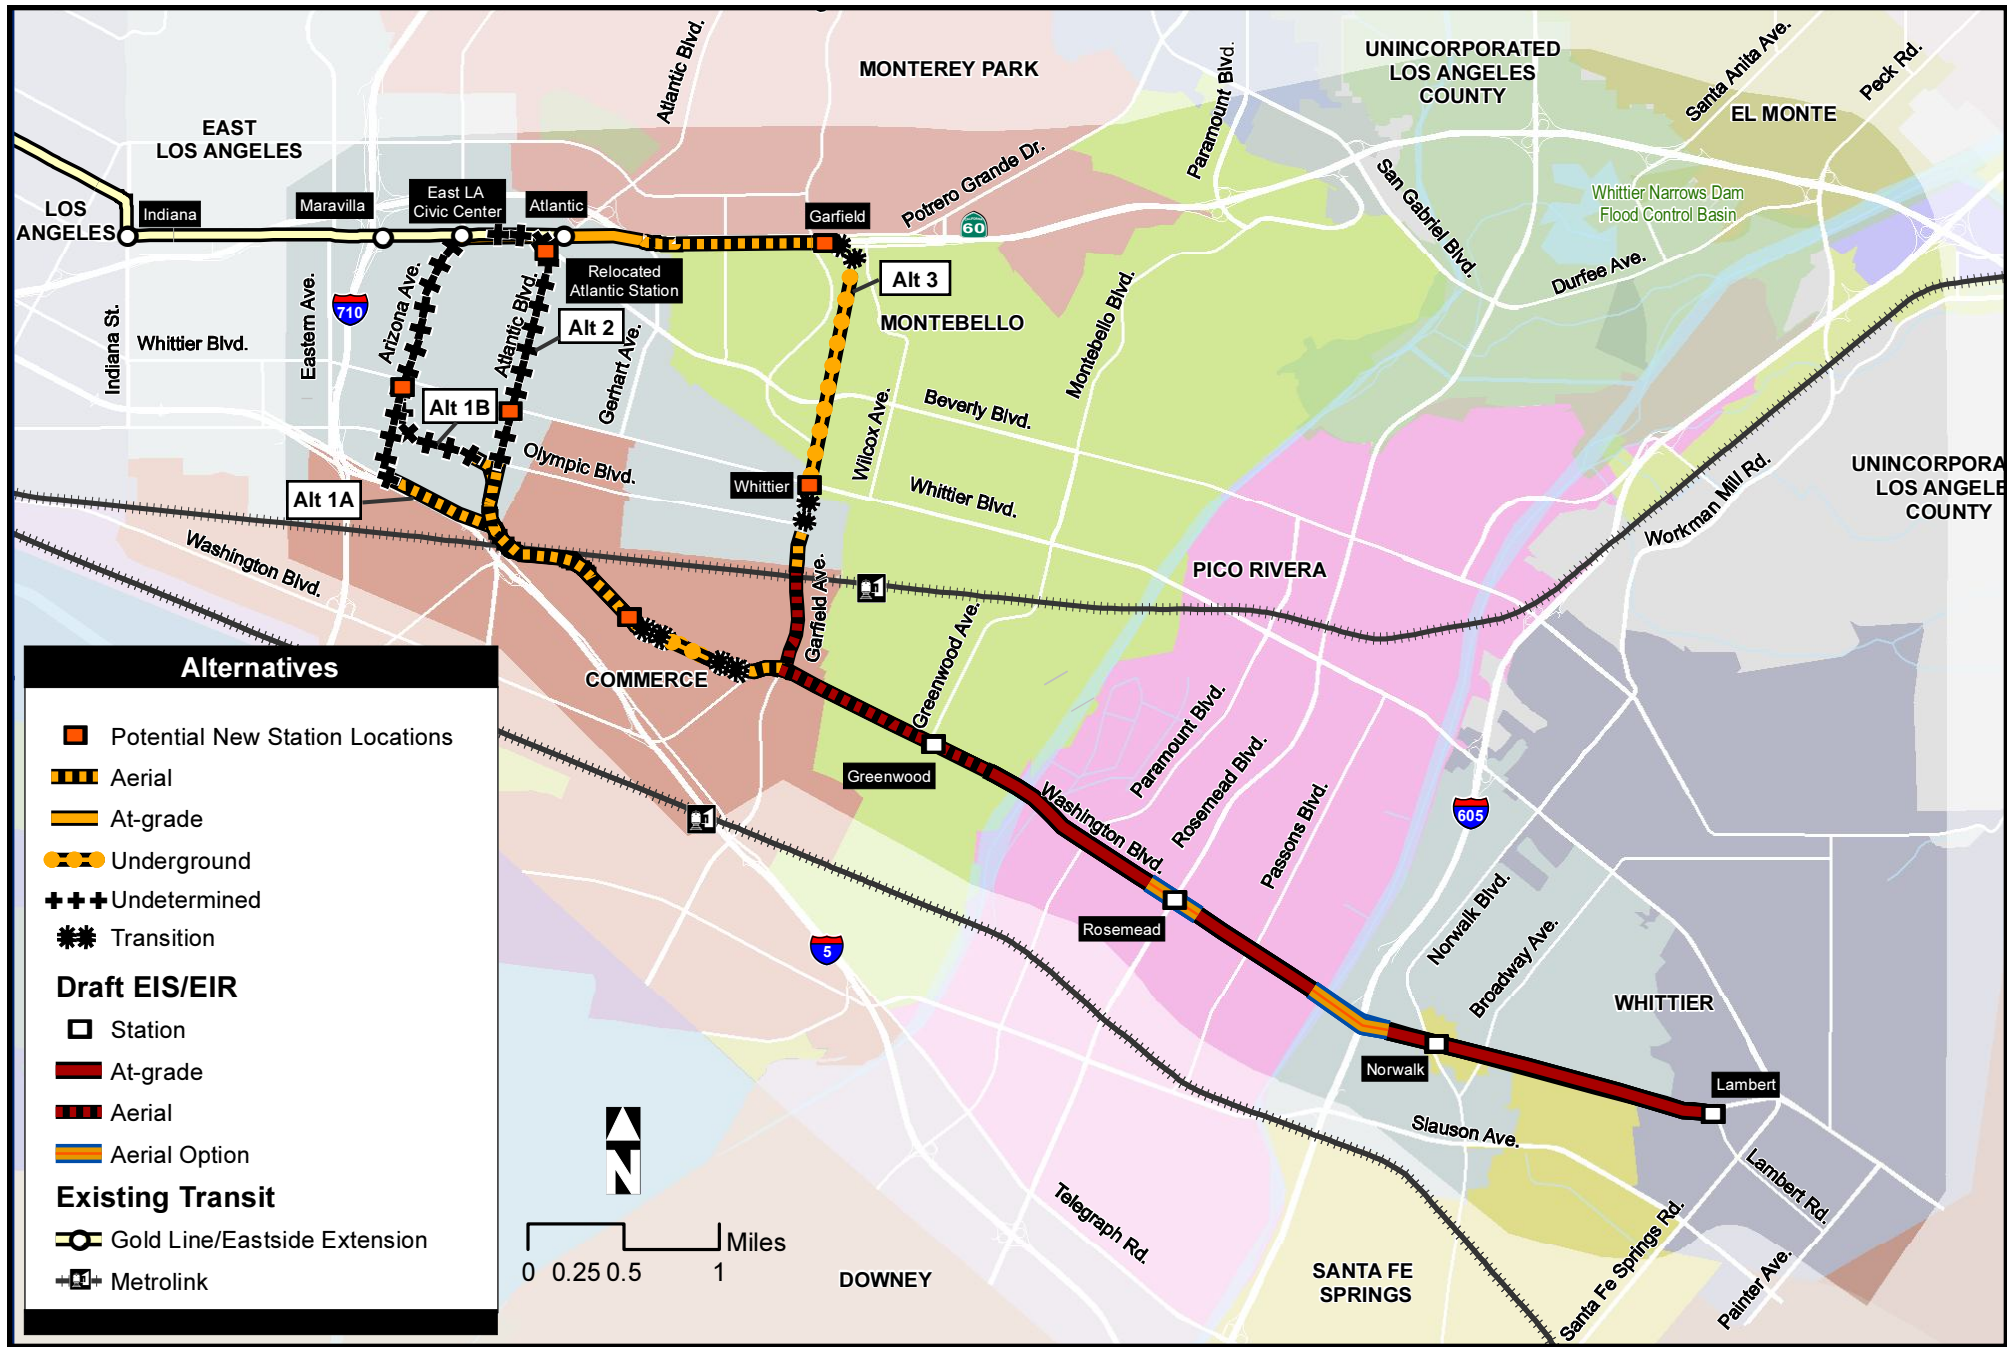 MONTEREY PARK
UNINCORPORATED
LOS ANGELES
COUNTY
Santa Anita Ave.
Peck Rd.
EL MONTE
Atlantic Blvd.
Paramount Blvd.
EAST
LOS ANGELES
Potrero Grande Dr.
San Gabriel Blvd.
Whittier Narrows Dam
Flood Control Basin
Durfee Ave.
LOS
ANGELES
Indiana
Maravilla
East LA
Civic Center
Atlantic
Garfield
60
Relocated
Atlantic Station
Alt 3
MONTEBELLO
Montebello Blvd.
Indiana St.
Whittier Blvd.
Eastern Ave.
710
Arizona Ave.
Atlantic Blvd.
Alt 2
Gerhart Ave.
Alt 1B
Wilcox Ave.
Beverly Blvd.
Olympic Blvd.
Whittier
Whittier Blvd.
Alt 1A
Workman Mill Rd.
UNINCORPORA
LOS ANGELE
COUNTY
Washington Blvd.
Garfield Ave.
PICO RIVERA
COMMERCE
Greenwood Ave.
Greenwood
Paramount Blvd.
Rosemead Blvd.
Passons Blvd.
Washington Blvd.
605
Rosemead
5
Norwalk Blvd.
Broadway Ave.
WHITTIER
Norwalk
Lambert
Slauson Ave.
Lambert Rd.
Telegraph Rd.
Santa Fe Springs Rd.
Painter Ave.
DOWNEY
SANTA FE
SPRINGS
Alternatives
Potential New Station Locations
Aerial
At-grade
Underground
Undetermined
Transition
Draft EIS/EIR
Station
At-grade
Aerial
Aerial Option
Existing Transit
Gold Line/Eastside Extension
Metrolink
N
Miles
0 0.25 0.5 1